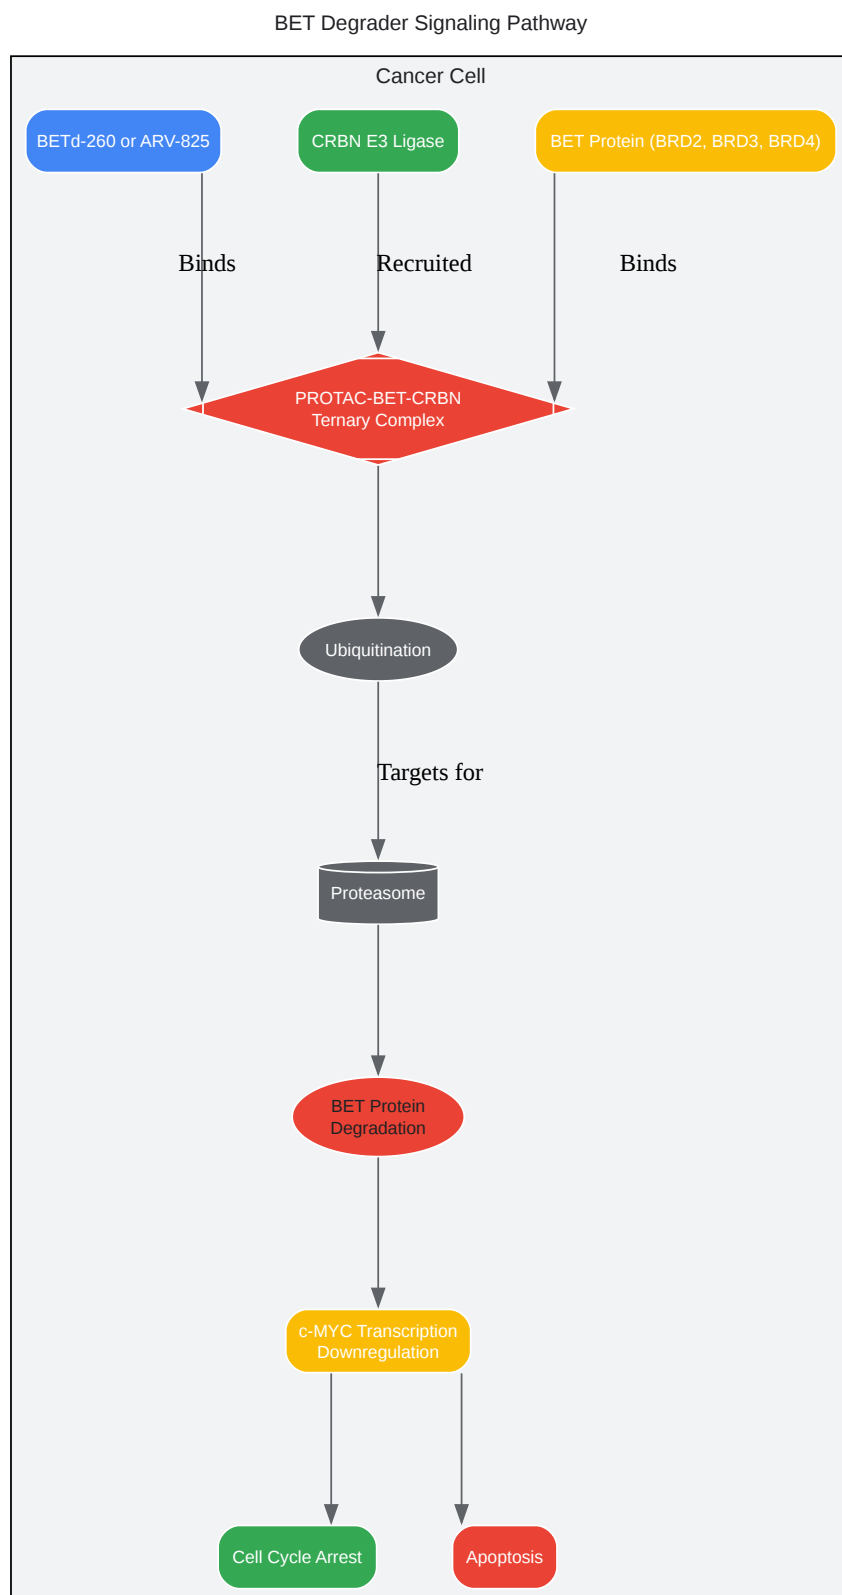 BET Degrader Signaling Pathway
Cancer Cell
BETd-260 or ARV-825
CRBN E3 Ligase
BET Protein (BRD2, BRD3, BRD4)
Binds
Recruited
Binds
PROTAC-BET-CRBN
Ternary Complex
Ubiquitination
Targets for
Proteasome
BET Protein
Degradation
c-MYC Transcription
Downregulation
Cell Cycle Arrest
Apoptosis